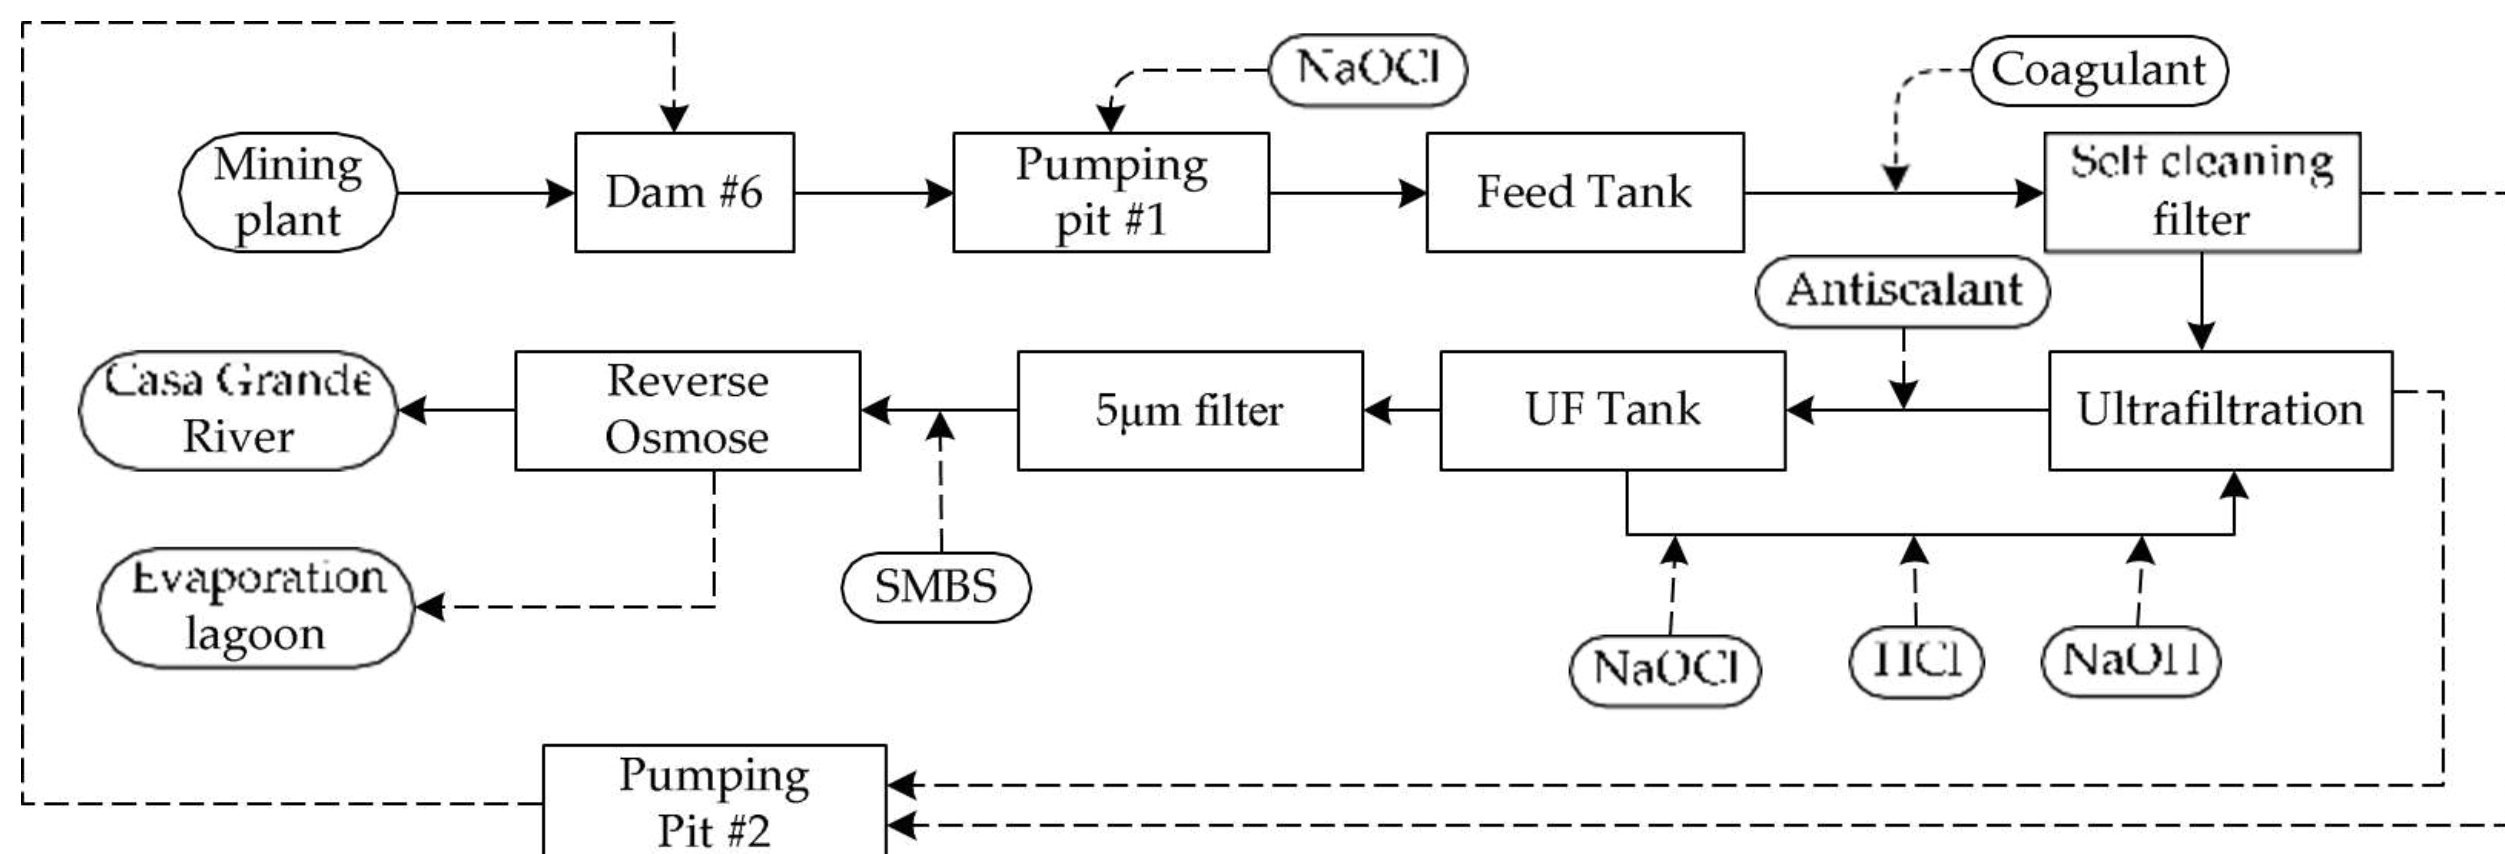 NaOCl
Coagulant
Mining
plant
Dam #6
Pumping
pit #1
Feed Tank
Self cleaning
filter
Antiscalant
Casa Grande
River
Reverse
Osmose
5µm filter
UF Tank
Ultrafiltration
Evaporation
lagoon
SMBS
NaOCl
HCl
NaOH
Pumping
Pit #2